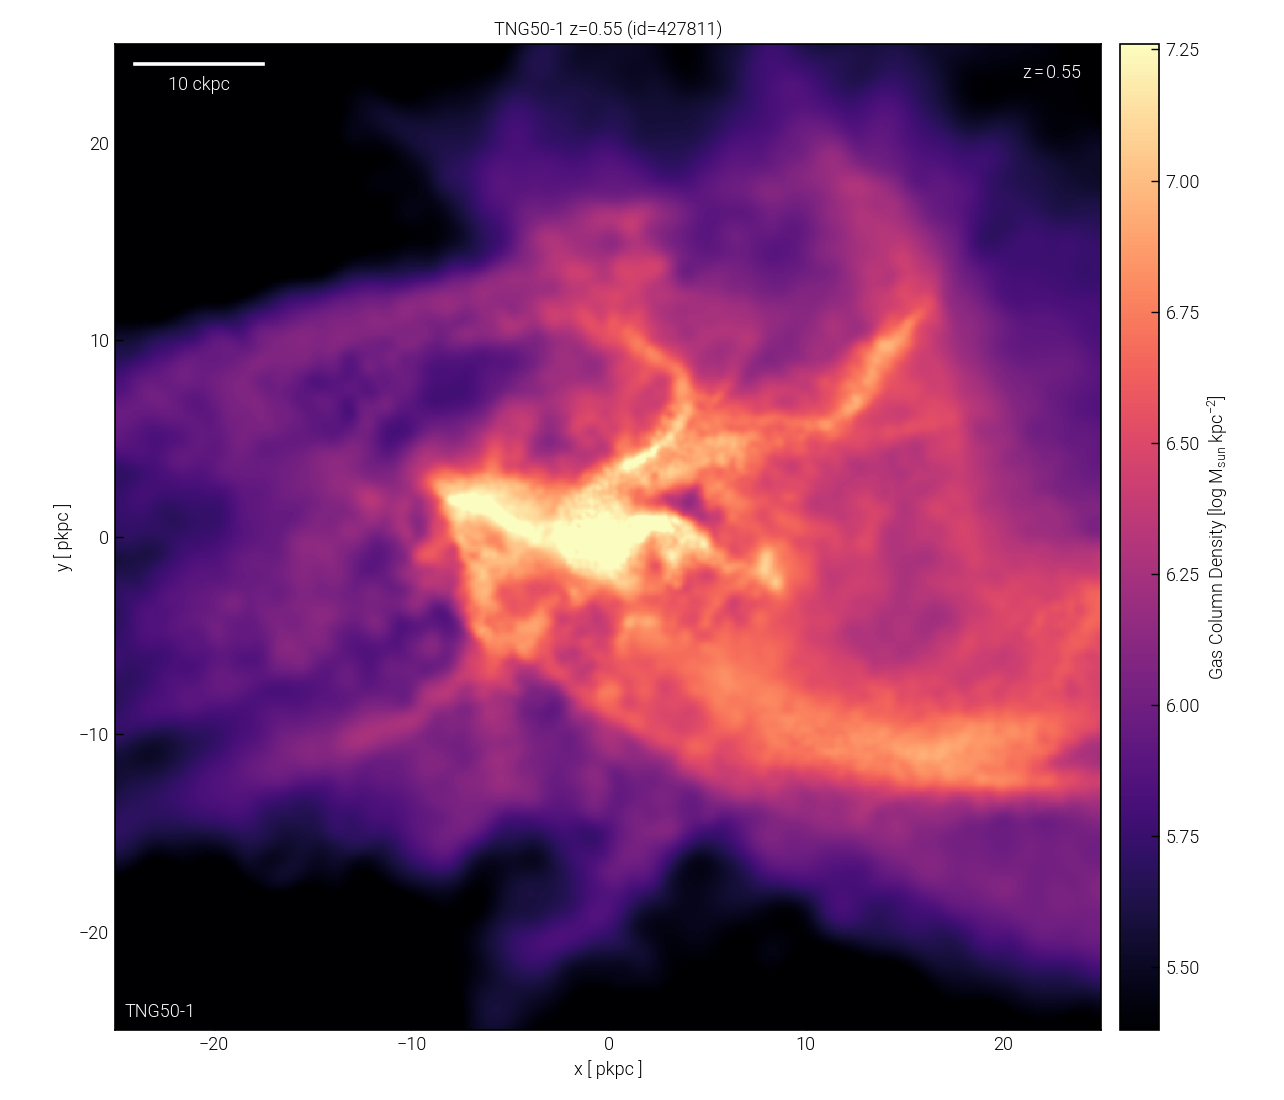 TNG50-1 z=0.55 (id=427811)
10 ckpc
z=0.55
TNG50-1
20
10
0
−10
−20
y [ pkpc ]
−20
−10
0
10
20
x [ pkpc ]
7.25
7.00
6.75
6.50
6.25
6.00
5.75
5.50
Gas Column Density [log M_sun kpc⁻²]